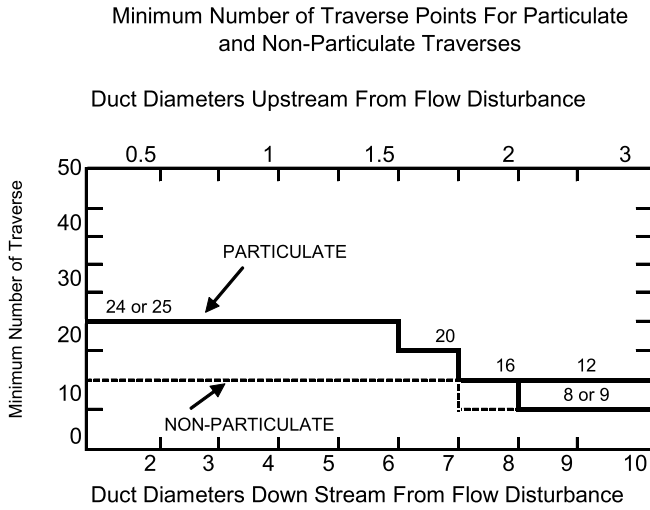 Minimum Number of Traverse Points For Particulate
and Non-Particulate Traverses
Duct Diameters Upstream From Flow Disturbance
0.5 1 1.5 2 3
Minimum Number of Traverse
50
40
30
20
10
0
PARTICULATE
24 or 25
20
16 12
8 or 9
NON-PARTICULATE
2 3 4 5 6 7 8 9 10
Duct Diameters Down Stream From Flow Disturbance